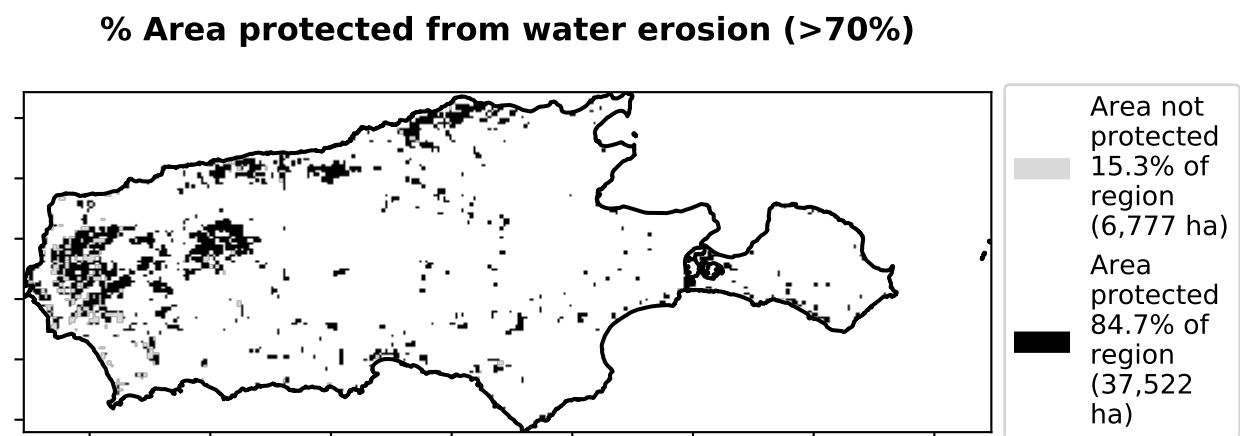 % Area protected from water erosion (>70%)
Area not
protected
15.3% of
region
(6,777 ha)
Area
protected
84.7% of
region
(37,522
ha)